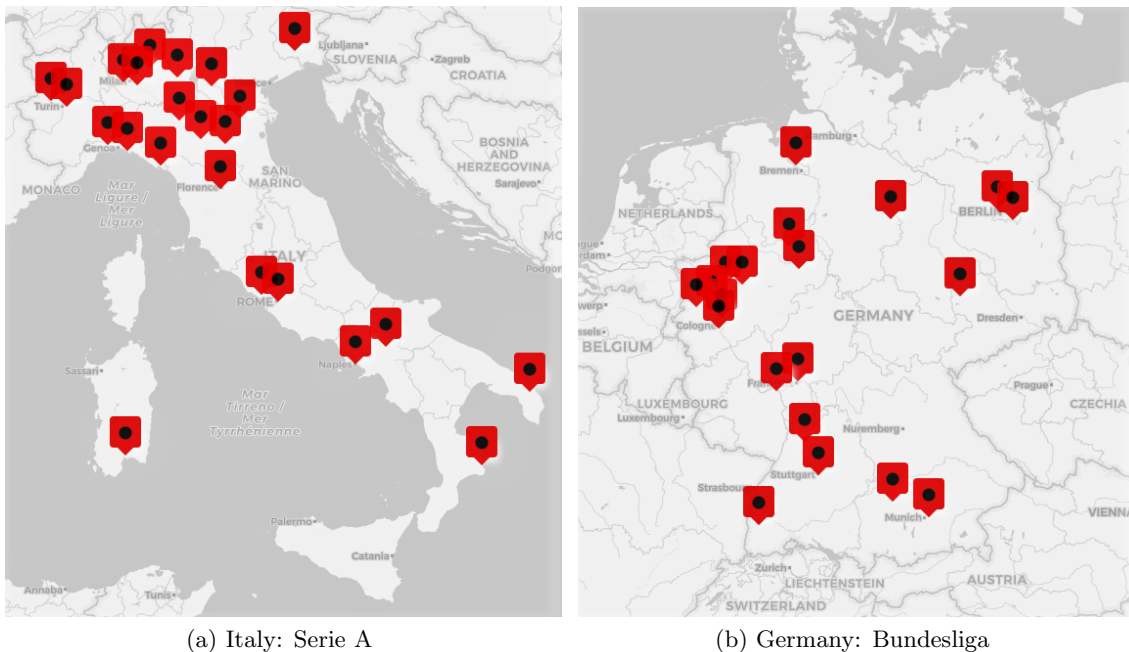 Ljubljana
SLOVENIA
Zagreb
CROATIA
Milan
Turin
Genoa
BOSNIA
AND
HERZEGOVINA
Sarajevo
SAN
MARINO
MONACO
Florence
Mar
Ligure /
Mer
Ligure
ITALY
ROME
Podgor
Naples
Sassari
Mar
Tirreno /
Mer
Tyrrhénienne
Palermo
Catania
Annaba
Tunis
(a) Italy: Serie A
amburg
Bremen
NETHERLANDS
BERLIN
Cologne
GERMANY
Dresden
BELGIUM
Prague
LUXEMBOURG
Luxembourg
CZECHIA
Nuremberg
Stuttgart
Strasbou
Munich
VIENNA
Zurich
LIECHTENSTEIN
AUSTRIA
SWITZERLAND
(b) Germany: Bundesliga